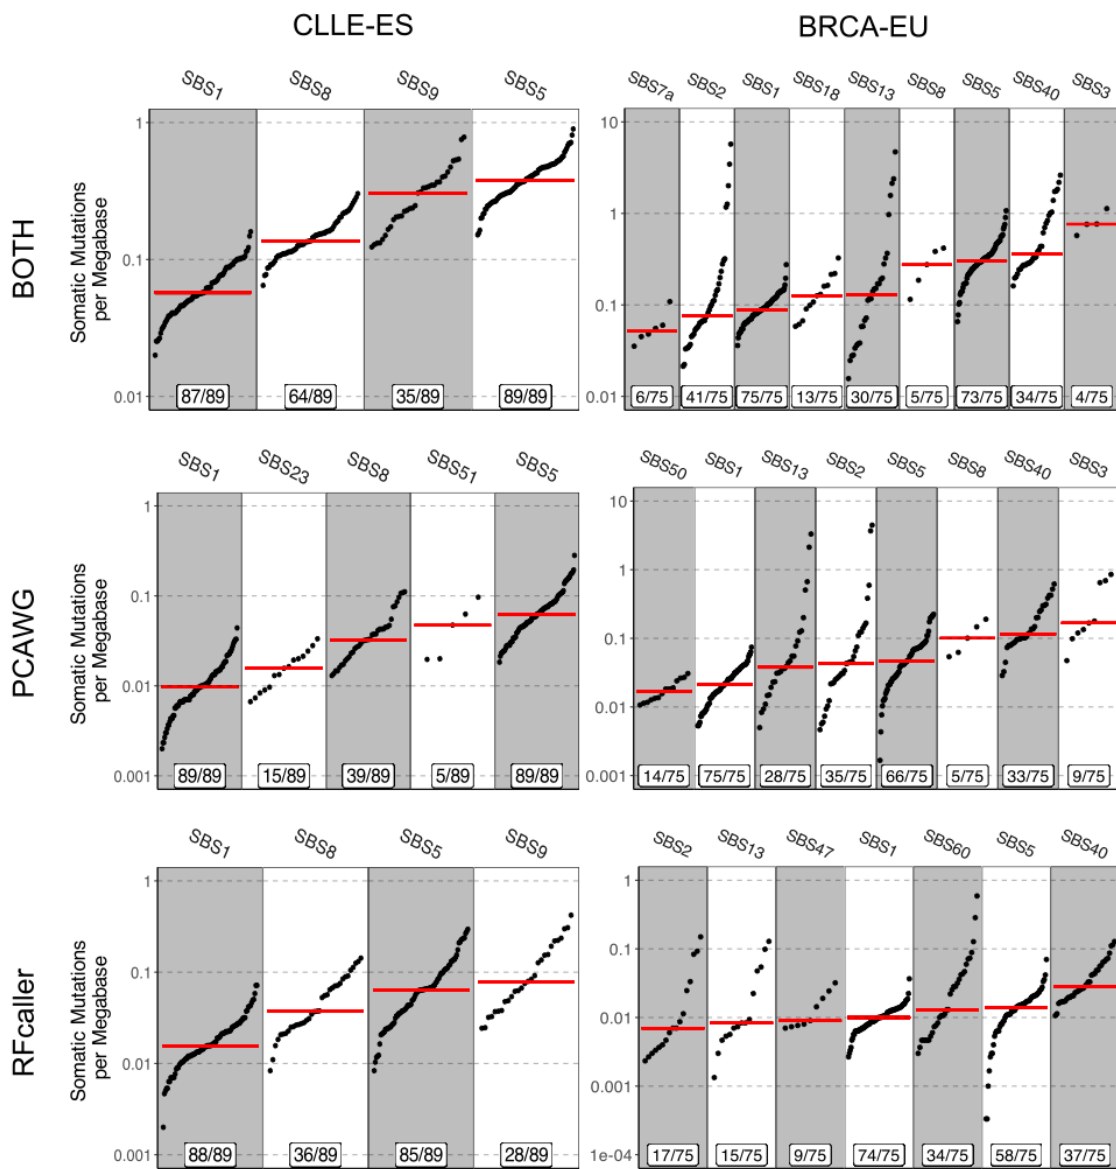 CLLE-ES BRCA-EU
BOTH
SBS1 SBS8 SBS9 SBS5
Somatic Mutations
per Megabase
1
0.1
0.01
87/89 64/89 35/89 89/89
SBS7a SBS2 SBS1 SBS18 SBS13 SBS8 SBS5 SBS40 SBS3
10
1
0.1
0.01
6/75 41/75 75/75 13/75 30/75 5/75 73/75 34/75 4/75
PCAWG
SBS1 SBS23 SBS8 SBS51 SBS5
Somatic Mutations
per Megabase
1
0.1
0.01
0.001
89/89 15/89 39/89 5/89 89/89
SBS50 SBS1 SBS13 SBS2 SBS5 SBS8 SBS40 SBS3
10
1
0.1
0.01
0.001
14/75 75/75 28/75 35/75 66/75 5/75 33/75 9/75
RFcaller
SBS1 SBS8 SBS5 SBS9
Somatic Mutations
per Megabase
1
0.1
0.01
0.001
88/89 36/89 85/89 28/89
SBS2 SBS13 SBS47 SBS1 SBS60 SBS5 SBS40
1
0.1
0.01
0.001
1e-04
17/75 15/75 9/75 74/75 34/75 58/75 37/75